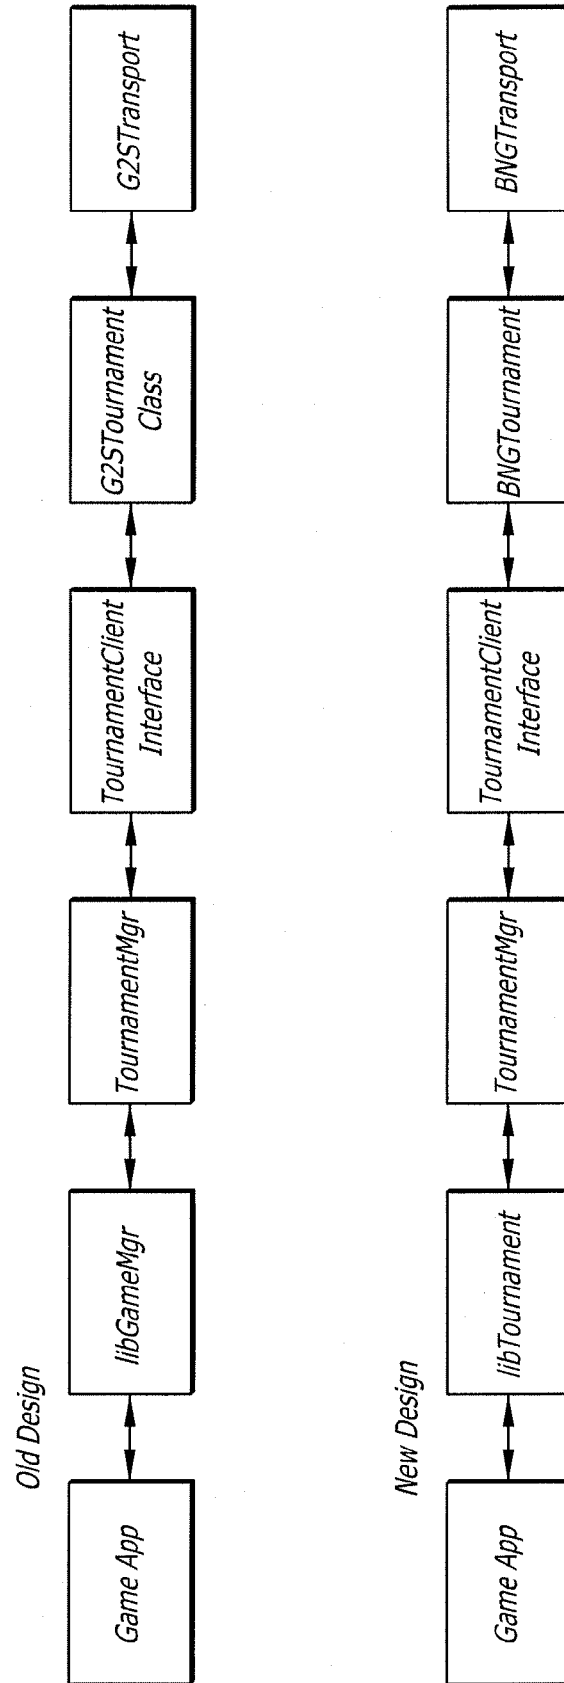 Old Design
Game App
libGameMgr
TournamentMgr
TournamentClient
Interface
G2STournament
Class
G2STransport
New Design
Game App
libTournament
TournamentMgr
TournamentClient
Interface
BNGTournament
BNGTransport